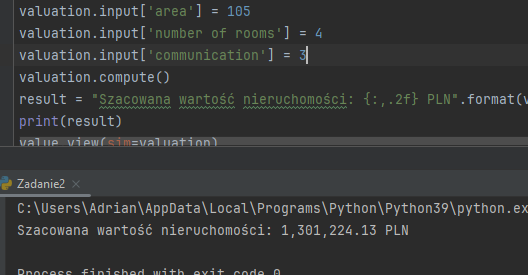 valuation.input['area'] = 105
valuation.input['number of rooms'] = 4
valuation.input['communication'] = 3
valuation.compute()
result = "Szacowana wartość nieruchomości: {:,.2f} PLN".format(v
print(result)
value.view(sim=valuation)
Zadanie2
C:\Users\Adrian\AppData\Local\Programs\Python\Python39\python.ex
Szacowana wartość nieruchomości: 1,301,224.13 PLN
Process finished with exit code 0